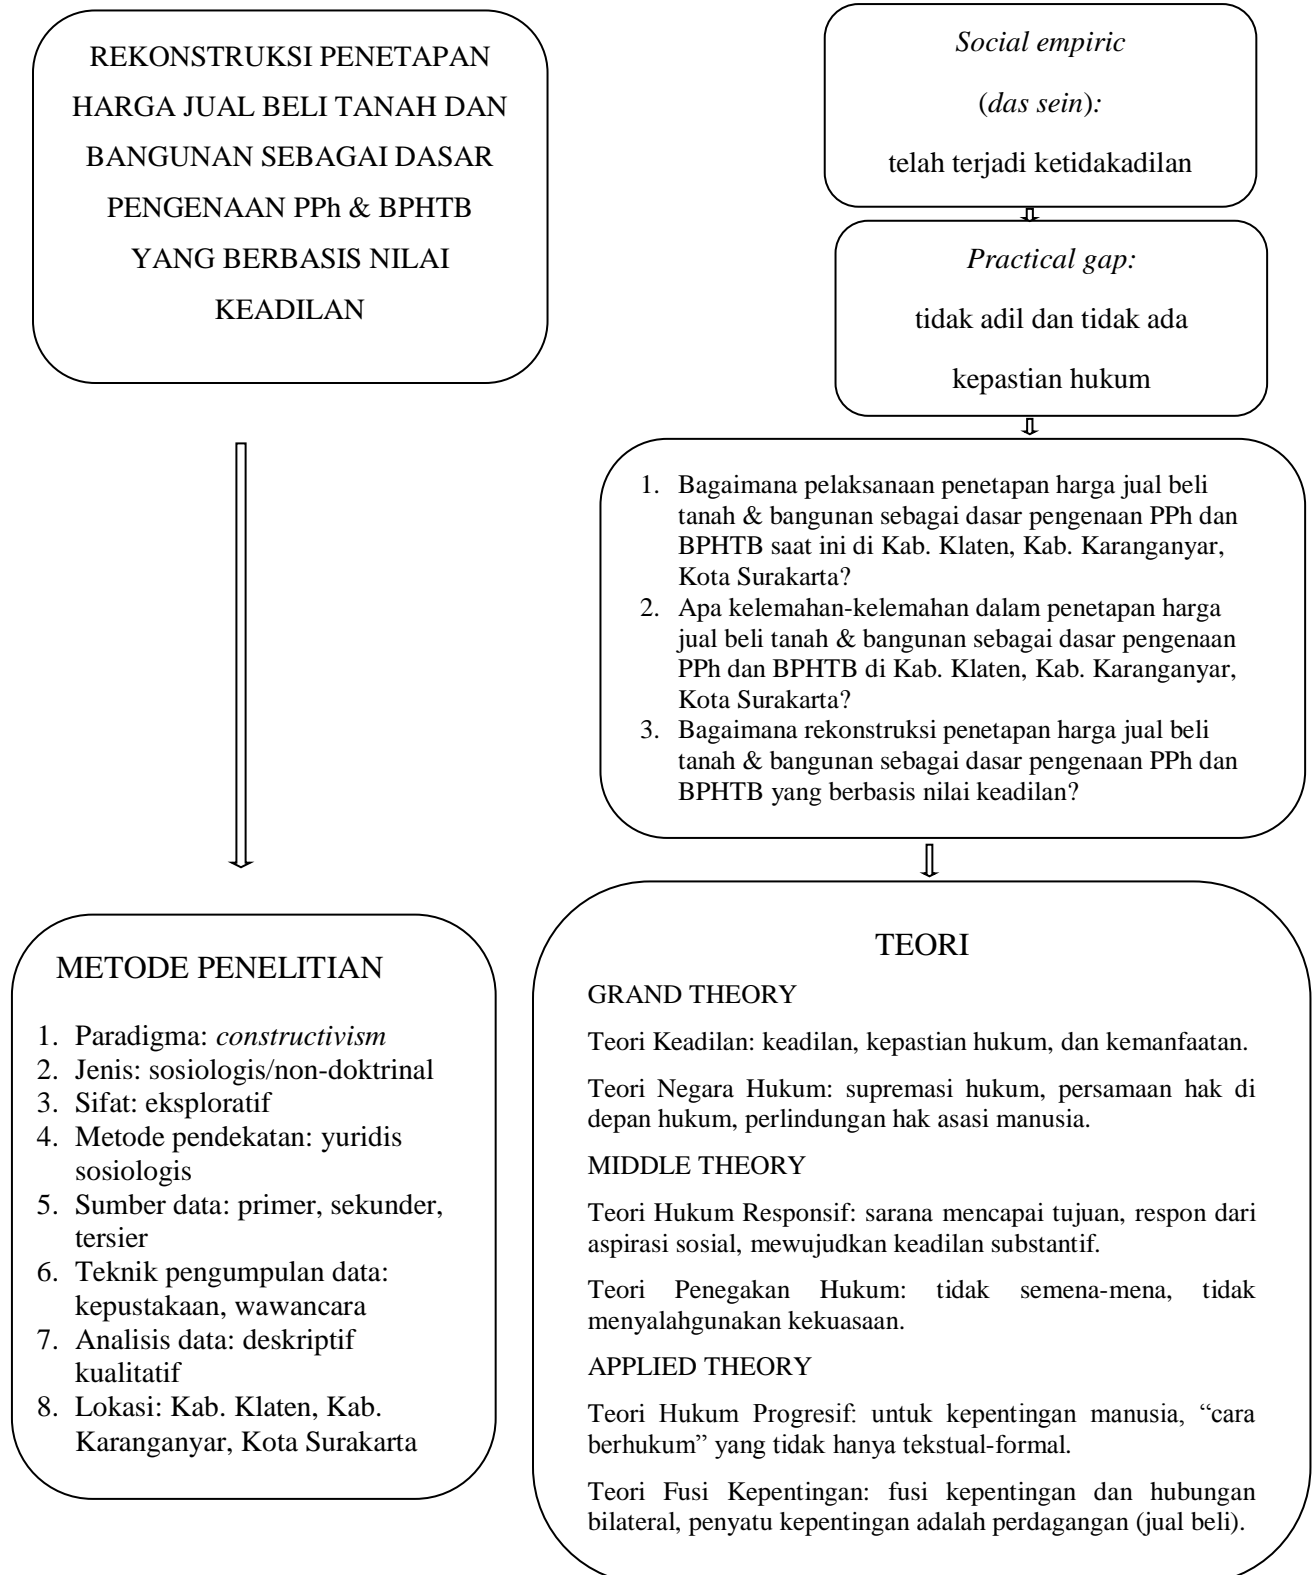 REKONSTRUKSI PENETAPAN
HARGA JUAL BELI TANAH DAN
BANGUNAN SEBAGAI DASAR
PENGENAAN PPh & BPHTB
YANG BERBASIS NILAI
KEADILAN
Social empiric
(das sein):
telah terjadi ketidakadilan
Practical gap:
tidak adil dan tidak ada
kepastian hukum
1. Bagaimana pelaksanaan penetapan harga jual beli
tanah & bangunan sebagai dasar pengenaan PPh dan
BPHTB saat ini di Kab. Klaten, Kab. Karanganyar,
Kota Surakarta?
2. Apa kelemahan-kelemahan dalam penetapan harga
jual beli tanah & bangunan sebagai dasar pengenaan
PPh dan BPHTB di Kab. Klaten, Kab. Karanganyar,
Kota Surakarta?
3. Bagaimana rekonstruksi penetapan harga jual beli
tanah & bangunan sebagai dasar pengenaan PPh dan
BPHTB yang berbasis nilai keadilan?
METODE PENELITIAN
1. Paradigma: constructivism
2. Jenis: sosiologis/non-doktrinal
3. Sifat: eksploratif
4. Metode pendekatan: yuridis
sosiologis
5. Sumber data: primer, sekunder,
tersier
6. Teknik pengumpulan data:
kepustakaan, wawancara
7. Analisis data: deskriptif
kualitatif
8. Lokasi: Kab. Klaten, Kab.
Karanganyar, Kota Surakarta
TEORI
GRAND THEORY
Teori Keadilan: keadilan, kepastian hukum, dan kemanfaatan.
Teori Negara Hukum: supremasi hukum, persamaan hak di
depan hukum, perlindungan hak asasi manusia.
MIDDLE THEORY
Teori Hukum Responsif: sarana mencapai tujuan, respon dari
aspirasi sosial, mewujudkan keadilan substantif.
Teori Penegakan Hukum: tidak semena-mena, tidak
menyalahgunakan kekuasaan.
APPLIED THEORY
Teori Hukum Progresif: untuk kepentingan manusia, “cara
berhukum” yang tidak hanya tekstual-formal.
Teori Fusi Kepentingan: fusi kepentingan dan hubungan
bilateral, penyatu kepentingan adalah perdagangan (jual beli).